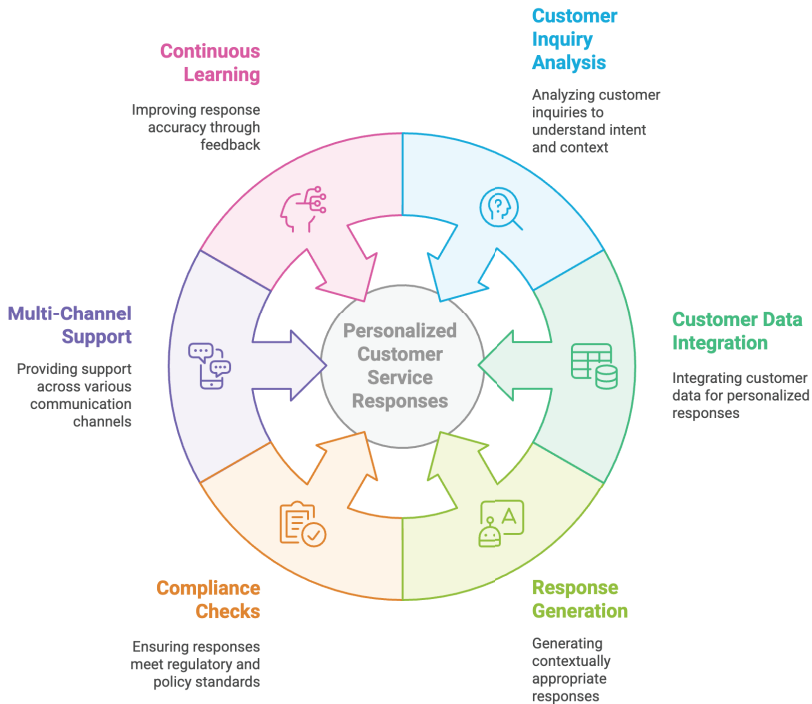 Customer
Inquiry
Analysis
Analyzing customer
inquiries to
understand intent
and context
Customer Data
Integration
Integrating customer
data for personalized
responses
Response
Generation
Generating
contextually
appropriate
responses
Compliance
Checks
Ensuring responses
meet regulatory and
policy standards
Multi-Channel
Support
Providing support
across various
communication
channels
Continuous
Learning
Improving response
accuracy through
feedback
Personalized
Customer
Service
Responses
A